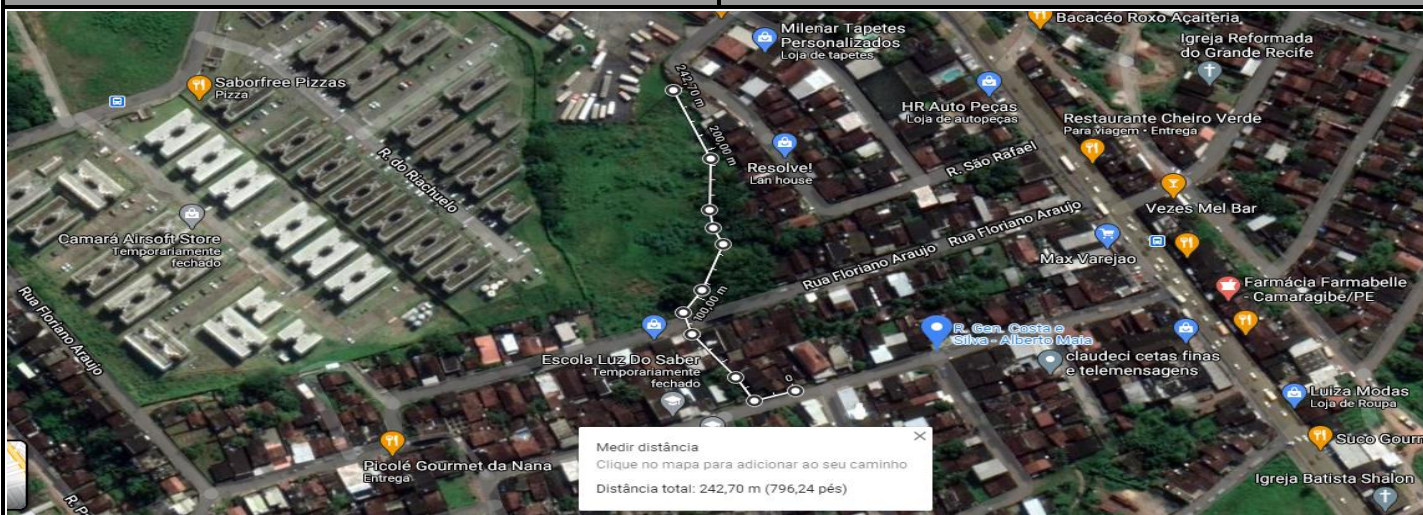 Bacacéo Roxo Açaiteria
Milenar Tapetes
Personalizados
Loja de tapetes
Igreja Reformada
do Grande Recife
Saborfree Pizzas
Pizza
242,70 m
HR Auto Peças
Loja de autopeças
Restaurante Cheiro Verde
Para viagem • Entrega
200,00 m
R. do Riachuelo
Resolve!
Lan house
R. São Rafael
Vezes Mel Bar
Camará Airsoft Store
Temporariamente
fechado
Rua Floriano Araujo
Rua Floriano Araujo
Max Varejao
Farmácia Farmabelle
- Camaragibe/PE
Rua Floriano Araujo
100,00 m
R. Gen. Costa e
Silva - Alberto Maia
Escola Luz Do Saber
Temporariamente
fechado
claudeci cetas finas
e telemensagens
0
Luiza Modas
Loja de Roupa
Medir distância
Clique no mapa para adicionar ao seu caminho
Distância total: 242,70 m (796,24 pés)
Suco Gourm
Picolé Gourmet da Nana
Entrega
Igreja Batista Shalon